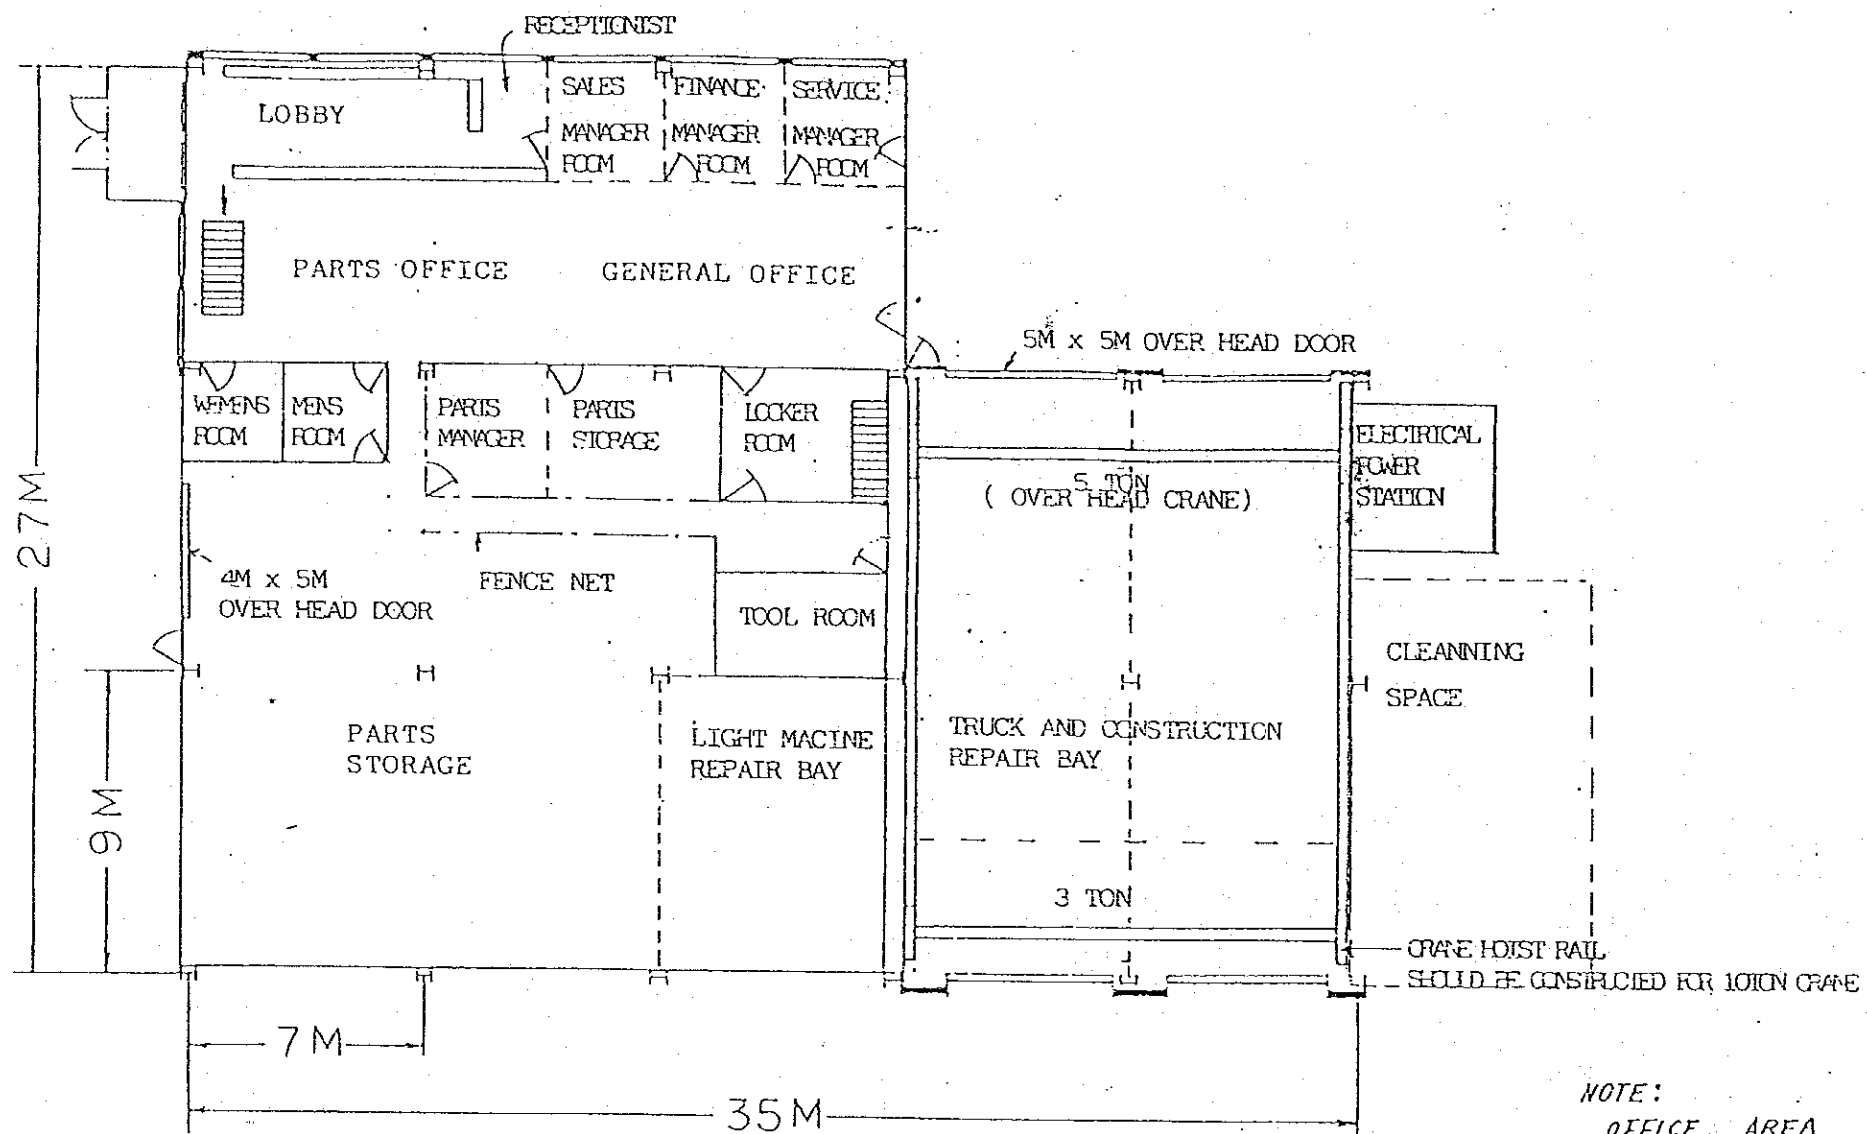 RECEPTIONIST
LOBBY
SALES
MANAGER
ROOM
FINANCE
MANAGER
ROOM
SERVICE
MANAGER
ROOM
PARTS OFFICE
GENERAL OFFICE
5M x 5M OVER HEAD DOOR
WEMENS
ROOM
MENS
ROOM
PARTS
MANAGER
PARTS
STORAGE
LOCKER
ROOM
5 TON
( OVER HEAD CRANE)
ELECTRICAL
POWER
STATION
27M
4M x 5M
OVER HEAD DOOR
FENCE NET
TOOL ROOM
CLEANNING
SPACE
9M
PARTS
STORAGE
LIGHT MACINE
REPAIR BAY
TRUCK AND CONSTRUCTION
REPAIR BAY
3 TON
CRANE HOIST RAIL
SHOULD BE CONSTRUCTED FOR 10TON CRANE
7M
35M
NOTE:
OFFICE AREA